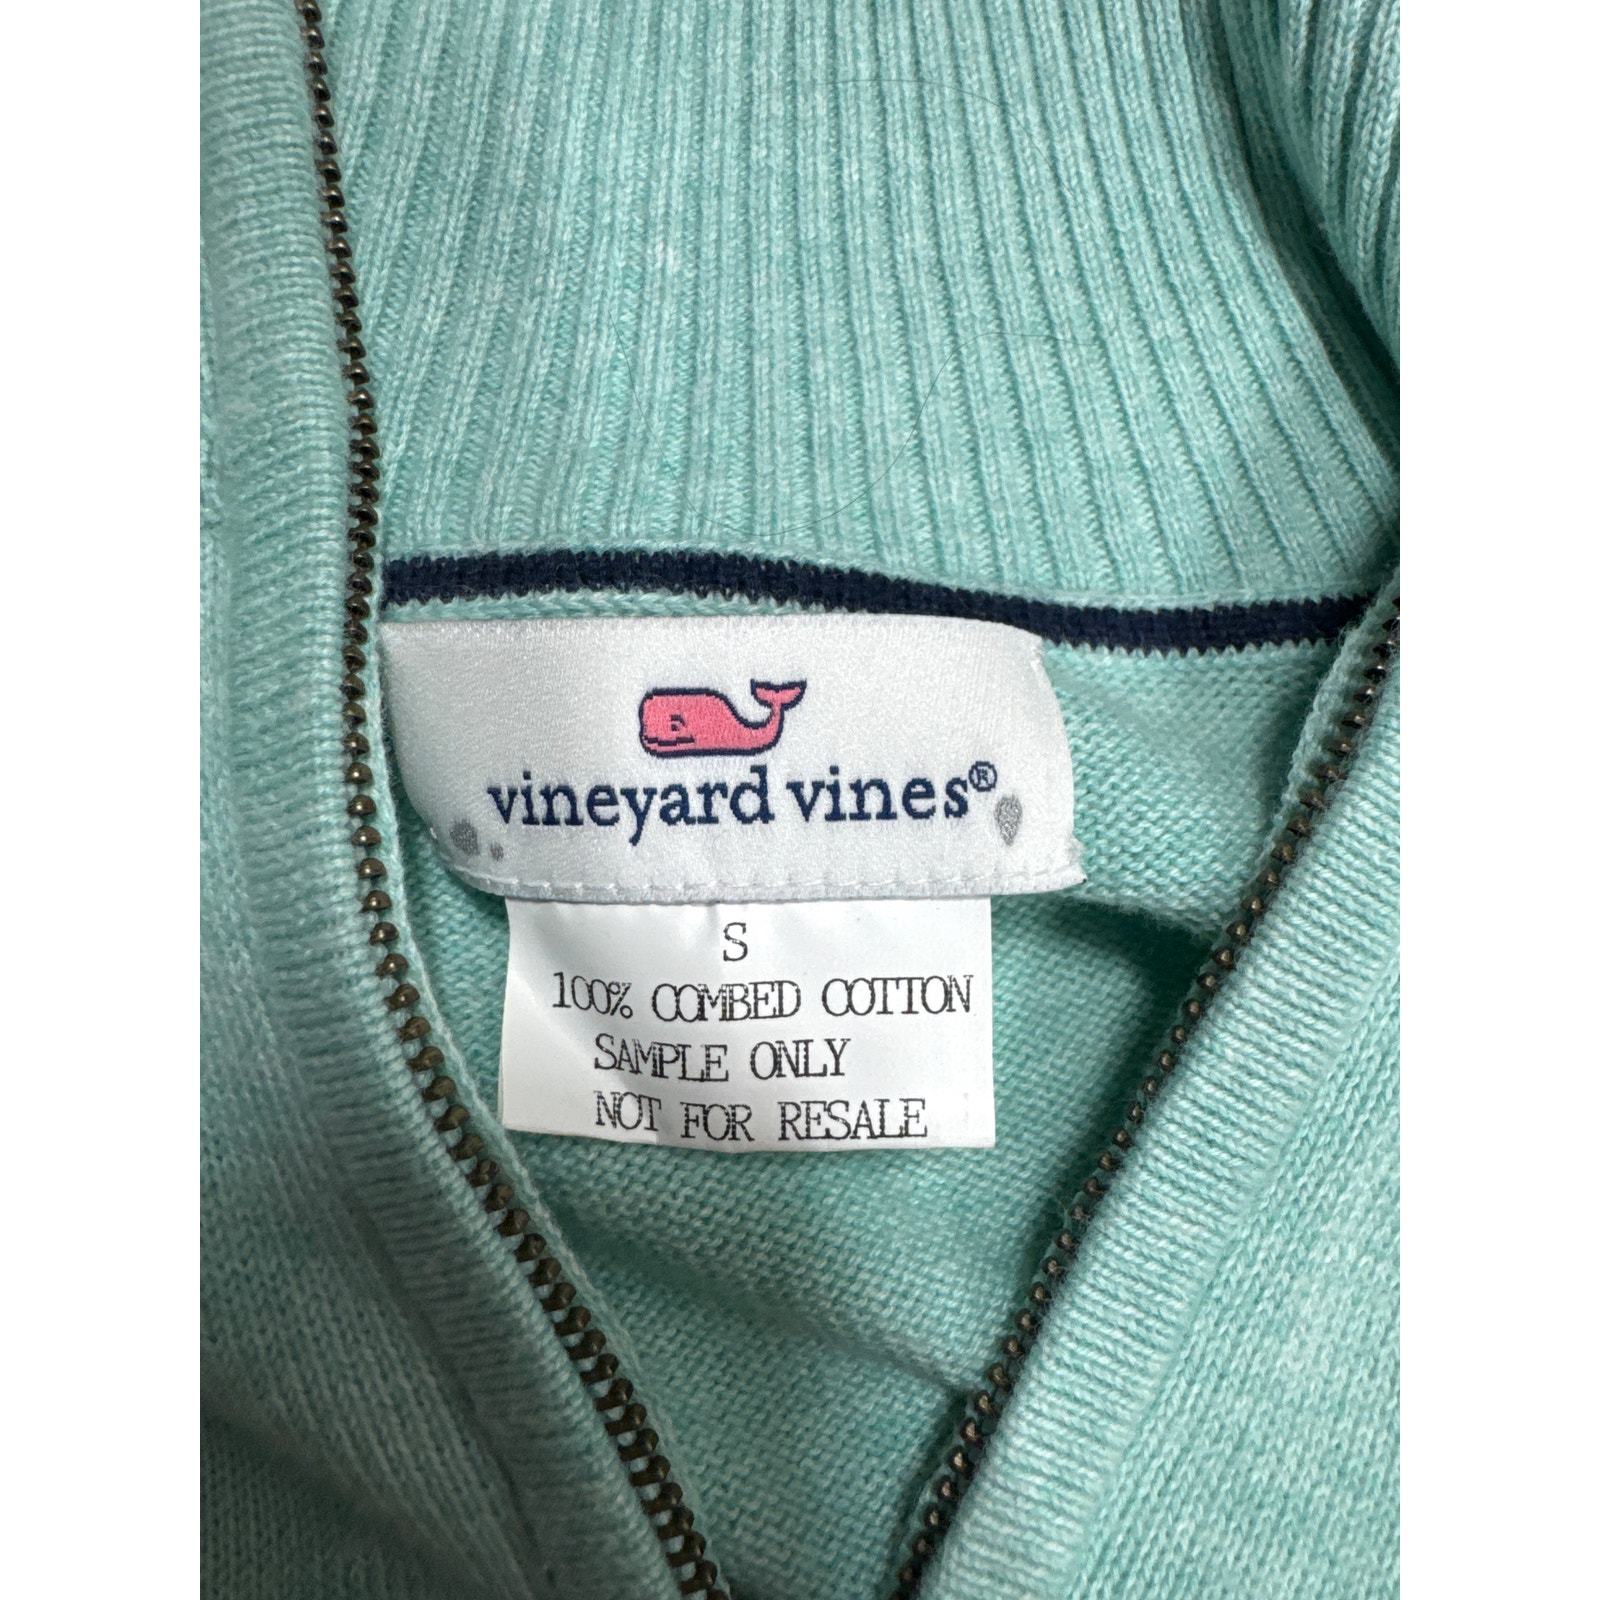 vineyard vines®
S
100% COMBED COTTON
SAMPLE ONLY
NOT FOR RESALE